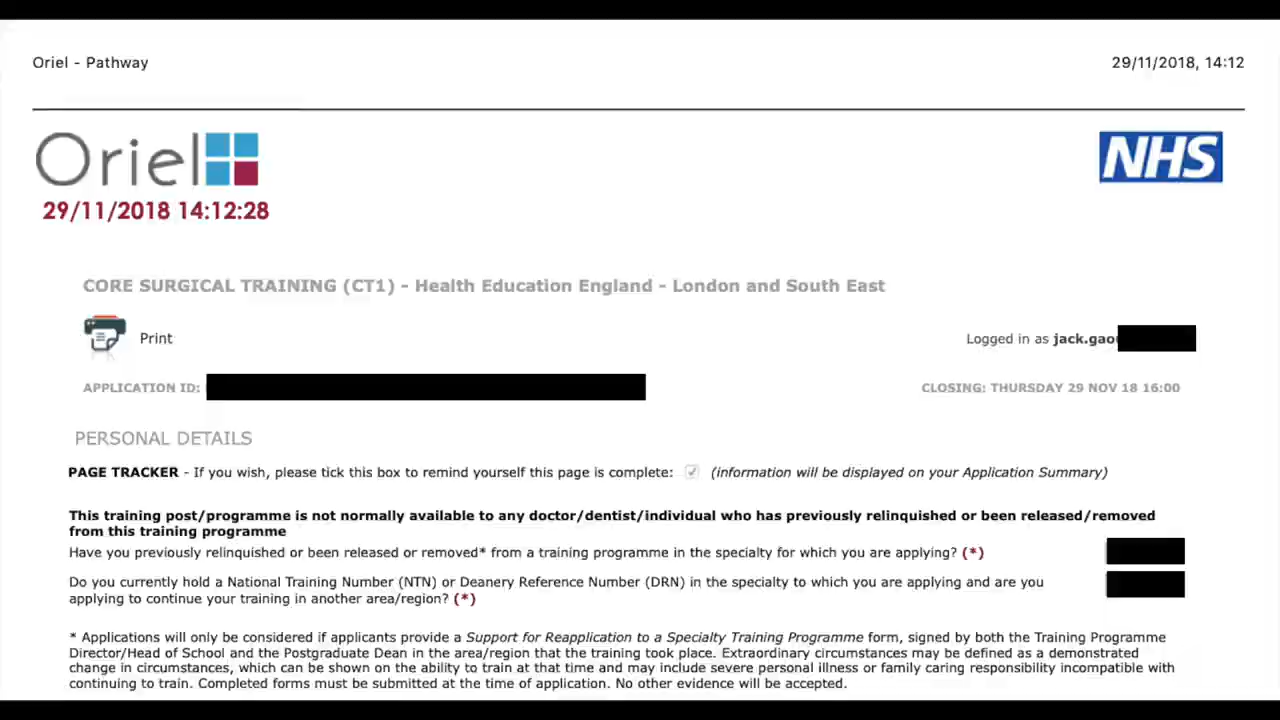 Oriel - Pathway
29/11/2018, 14:12
Oriel
NHS
29/11/2018 14:12:28
CORE SURGICAL TRAINING (CT1) - Health Education England - London and South East
Print
Logged in as jack.gao
APPLICATION ID:
CLOSING: THURSDAY 29 NOV 18 16:00
PERSONAL DETAILS
PAGE TRACKER - If you wish, please tick this box to remind yourself this page is complete: (information will be displayed on your Application Summary)
This training post/programme is not normally available to any doctor/dentist/individual who has previously relinquished or been released/removed
from this training programme
Have you previously relinquished or been released or removed* from a training programme in the specialty for which you are applying? (*)
Do you currently hold a National Training Number (NTN) or Deanery Reference Number (DRN) in the specialty to which you are applying and are you
applying to continue your training in another area/region? (*)
* Applications will only be considered if applicants provide a Support for Reapplication to a Specialty Training Programme form, signed by both the Training Programme
Director/Head of School and the Postgraduate Dean in the area/region that the training took place. Extraordinary circumstances may be defined as a demonstrated
change in circumstances, which can be shown on the ability to train at that time and may include severe personal illness or family caring responsibility incompatible with
continuing to train. Completed forms must be submitted at the time of application. No other evidence will be accepted.